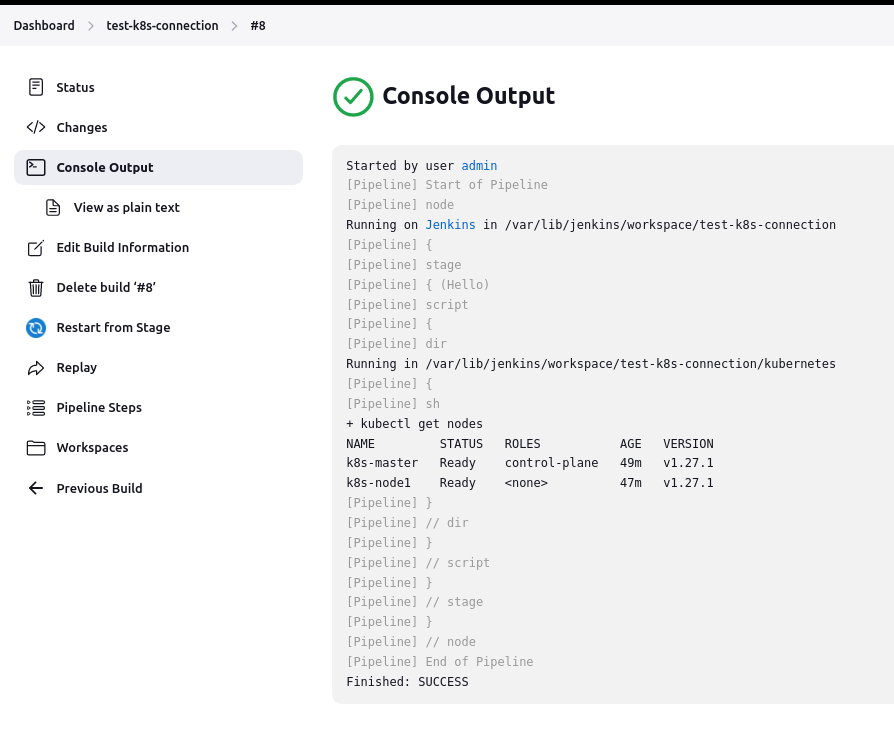 Dashboard > test-k8s-connection > #8
Status
Changes
Console Output
View as plain text
Edit Build Information
Delete build ‘#8’
Restart from Stage
Replay
Pipeline Steps
Workspaces
Previous Build
Console Output
Started by user admin
[Pipeline] Start of Pipeline
[Pipeline] node
Running on Jenkins in /var/lib/jenkins/workspace/test-k8s-connection
[Pipeline] {
[Pipeline] stage
[Pipeline] { (Hello)
[Pipeline] script
[Pipeline] {
[Pipeline] dir
Running in /var/lib/jenkins/workspace/test-k8s-connection/kubernetes
[Pipeline] {
[Pipeline] sh
+ kubectl get nodes
NAME         STATUS   ROLES           AGE   VERSION
k8s-master   Ready    control-plane   49m   v1.27.1
k8s-node1    Ready    <none>          47m   v1.27.1
[Pipeline] }
[Pipeline] // dir
[Pipeline] }
[Pipeline] // script
[Pipeline] }
[Pipeline] // stage
[Pipeline] }
[Pipeline] // node
[Pipeline] End of Pipeline
Finished: SUCCESS